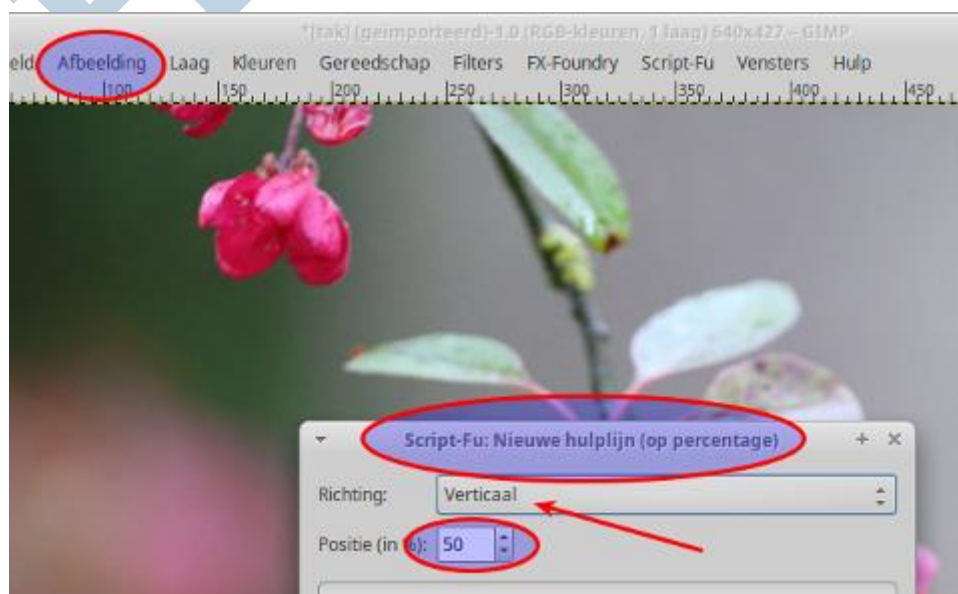 *[tak] (geïmporteerd)-1.0 (RGB-kleuren, 1 laag) 640x427 – GIMP
eld Afbeelding Laag Kleuren Gereedschap Filters FX-Foundry Script-Fu Vensters Hulp
100 150 200 250 300 350 400 450
Script-Fu: Nieuwe hulplijn (op percentage)
Richting: Verticaal
Positie (in %): 50